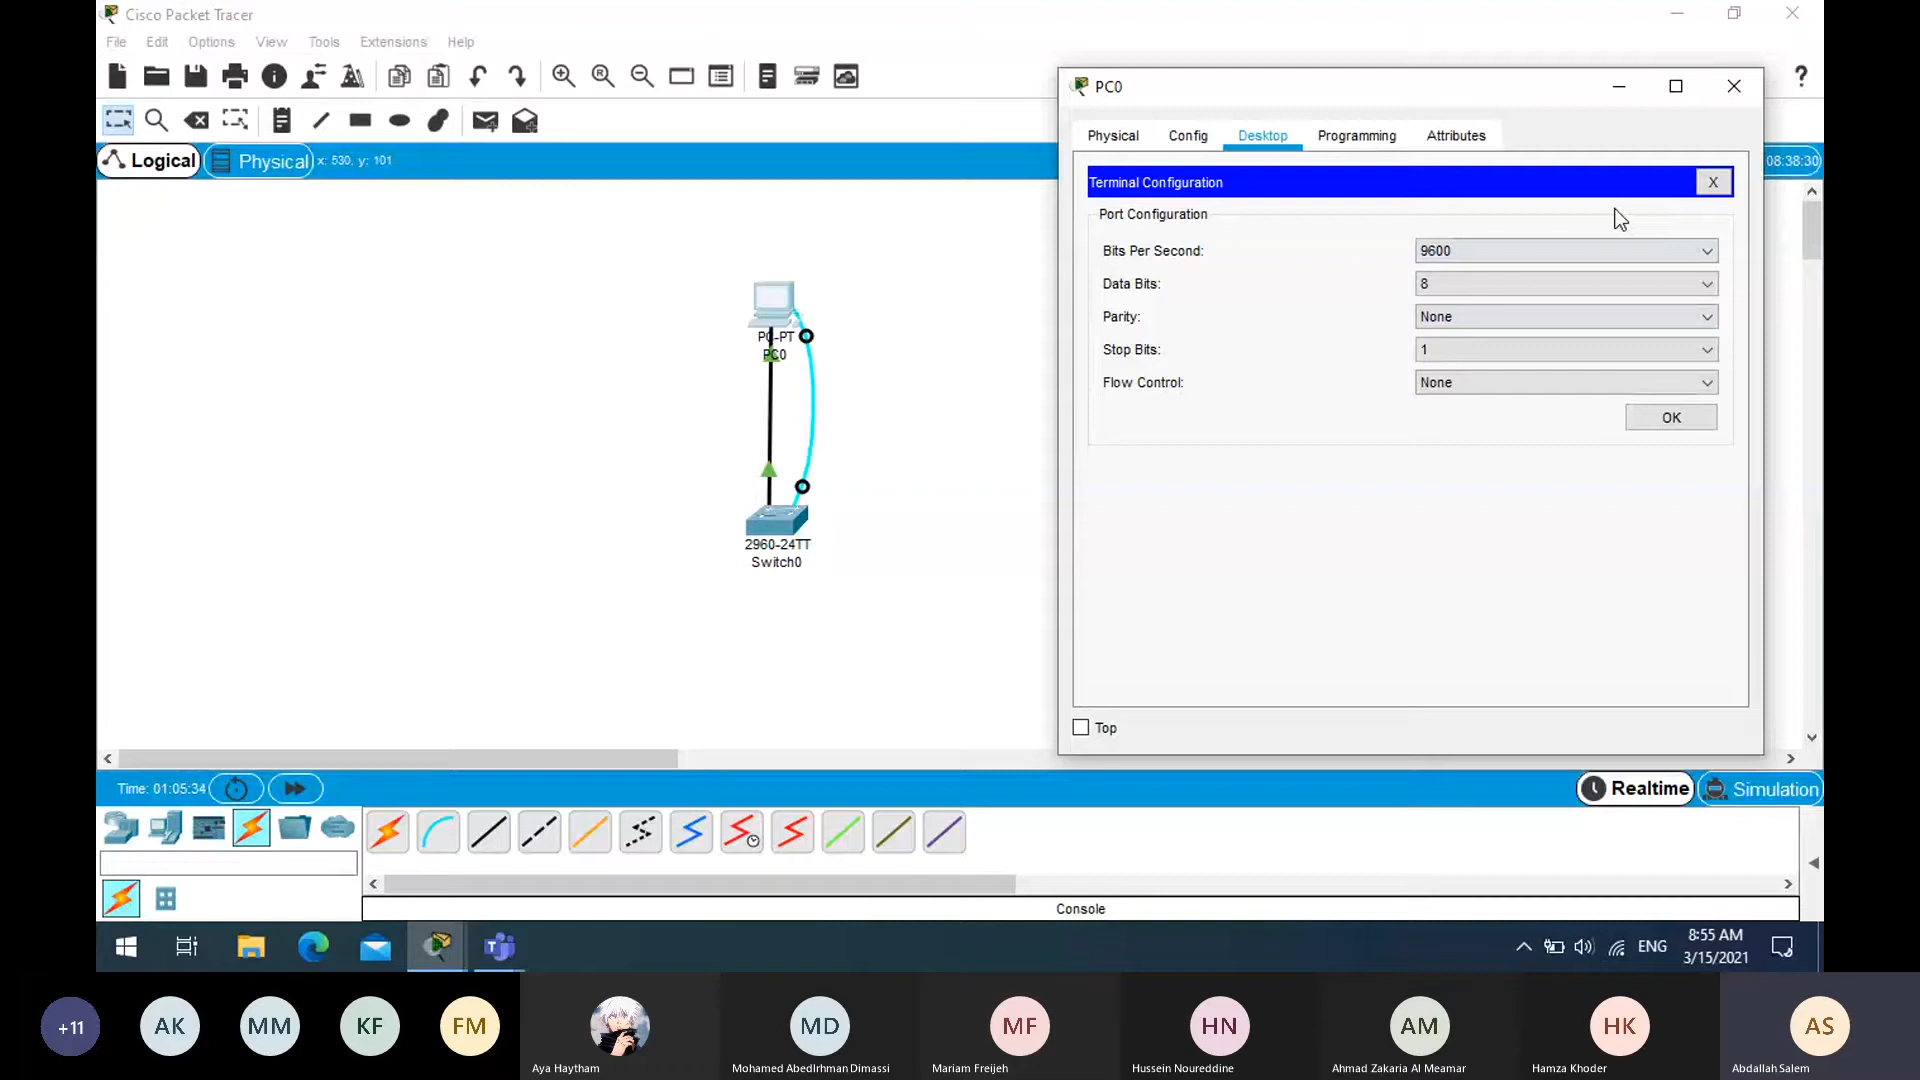 Cisco Packet Tracer
File Edit Options View Tools Extensions Help
Logical
Physical
x: 530, y: 101
08:38:30
PC0
Physical Config Desktop Programming Attributes
Terminal Configuration
X
Port Configuration
Bits Per Second: 9600
Data Bits: 8
Parity: None
Stop Bits: 1
Flow Control: None
OK
Top
PC-PT
PC0
2960-24TT
Switch0
Time: 01:05:34
Realtime
Simulation
Console
ENG
8:55 AM
3/15/2021
+11
AK
MM
KF
FM
MD
MF
HN
AM
HK
AS
Aya Haytham
Mohamed AbedIrhman Dimassi
Mariam Freijeh
Hussein Noureddine
Ahmad Zakaria Al Meamar
Hamza Khoder
Abdallah Salem